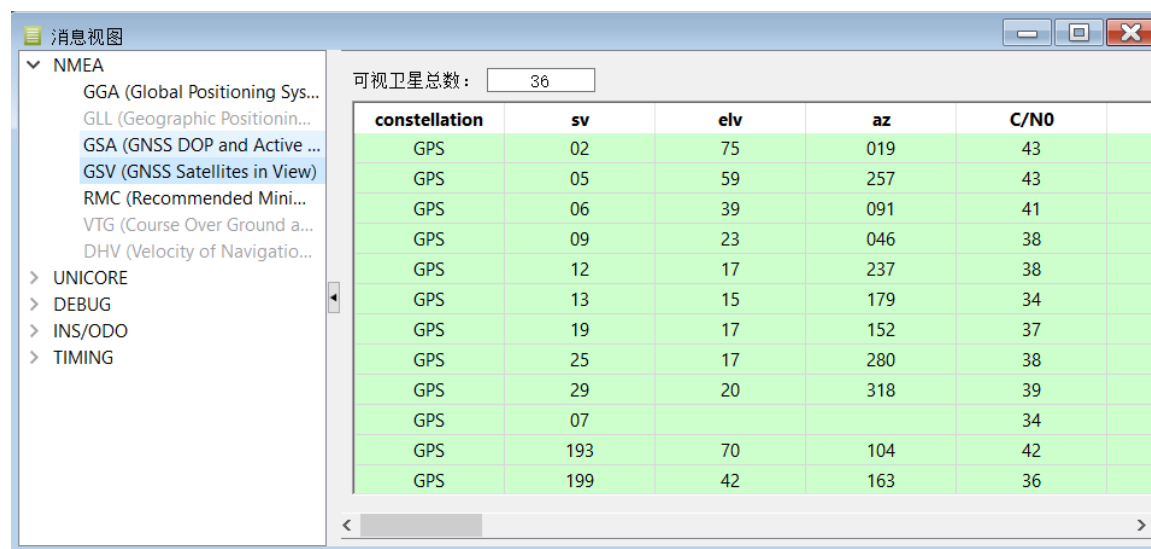 消息视图
NMEA
GGA (Global Positioning Sys...
GLL (Geographic Positionin...
GSA (GNSS DOP and Active ...
GSV (GNSS Satellites in View)
RMC (Recommended Mini...
VTG (Course Over Ground a...
DHV (Velocity of Navigatio...
UNICORE
DEBUG
INS/ODO
TIMING
可视卫星总数： 36
constellation sv elv az C/N0
GPS 02 75 019 43
GPS 05 59 257 43
GPS 06 39 091 41
GPS 09 23 046 38
GPS 12 17 237 38
GPS 13 15 179 34
GPS 19 17 152 37
GPS 25 17 280 38
GPS 29 20 318 39
GPS 07 34
GPS 193 70 104 42
GPS 199 42 163 36